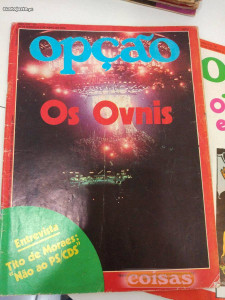 opção
Os Ovnis
Entrevista
Tito de Morais:
"Não ao PS/CDS"
coisas